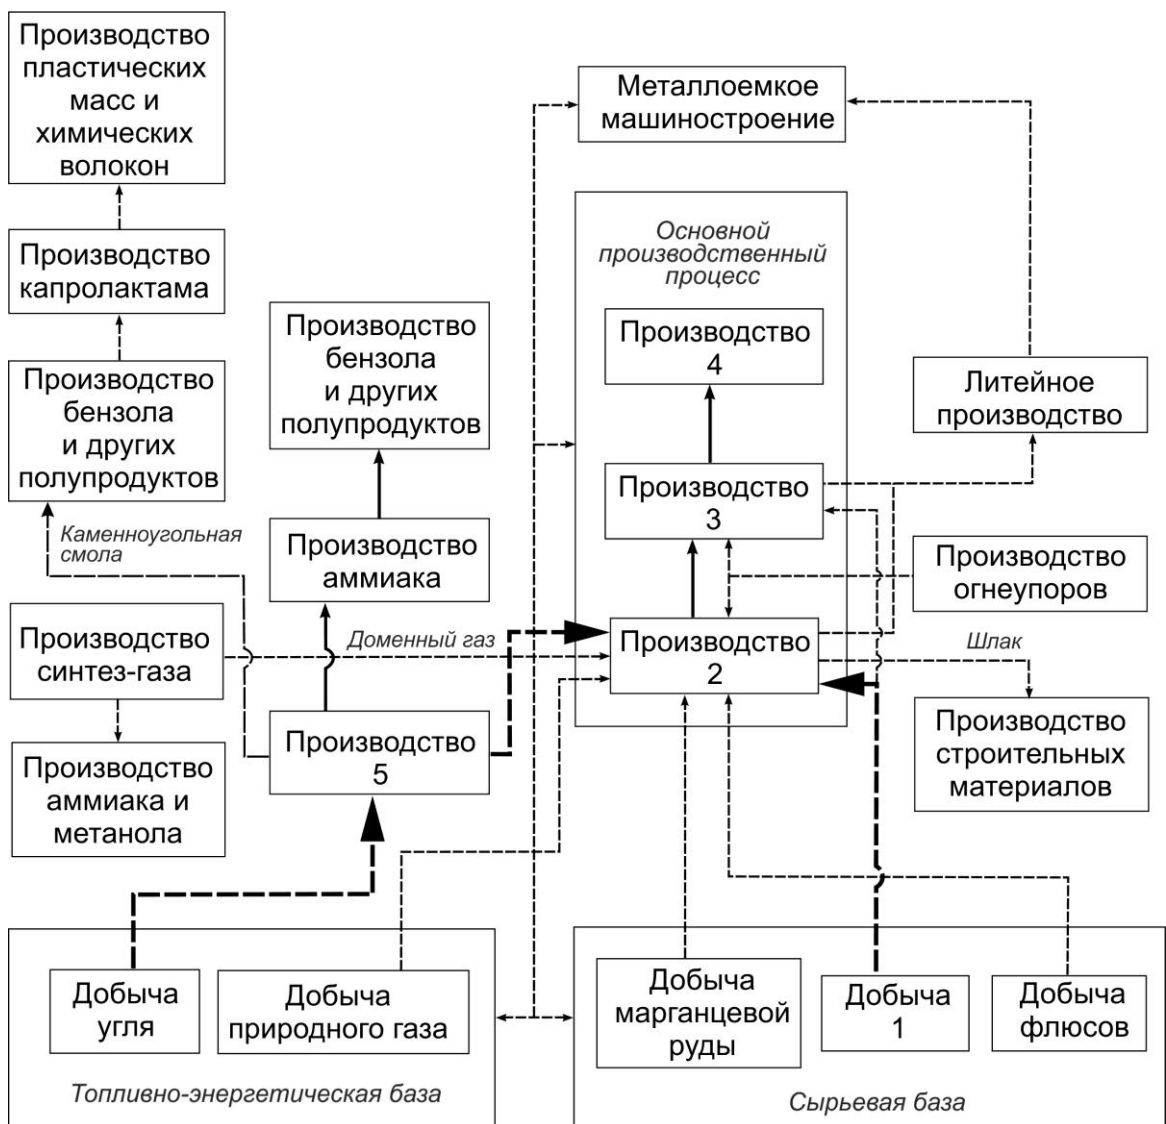 Производство
пластических
масс и
химических
волокон
Металлоемкое
машиностроение
Производство
капролактама
Основной
производственный
процесс
Производство
бензола
и других
полупродуктов
Производство
4
Производство
бензола
и других
полупродуктов
Литейное
производство
Производство
3
Каменноугольная
смола
Производство
аммиака
Производство
огнеупоров
Производство
синтез-газа
Доменный газ
Производство
2
Шлак
Производство
аммиака и
метанола
Производство
5
Производство
строительных
материалов
Добыча
угля
Добыча
природного газа
Добыча
марганцевой
руды
Добыча
1
Добыча
флюсов
Топливно-энергетическая база
Сырьевая база